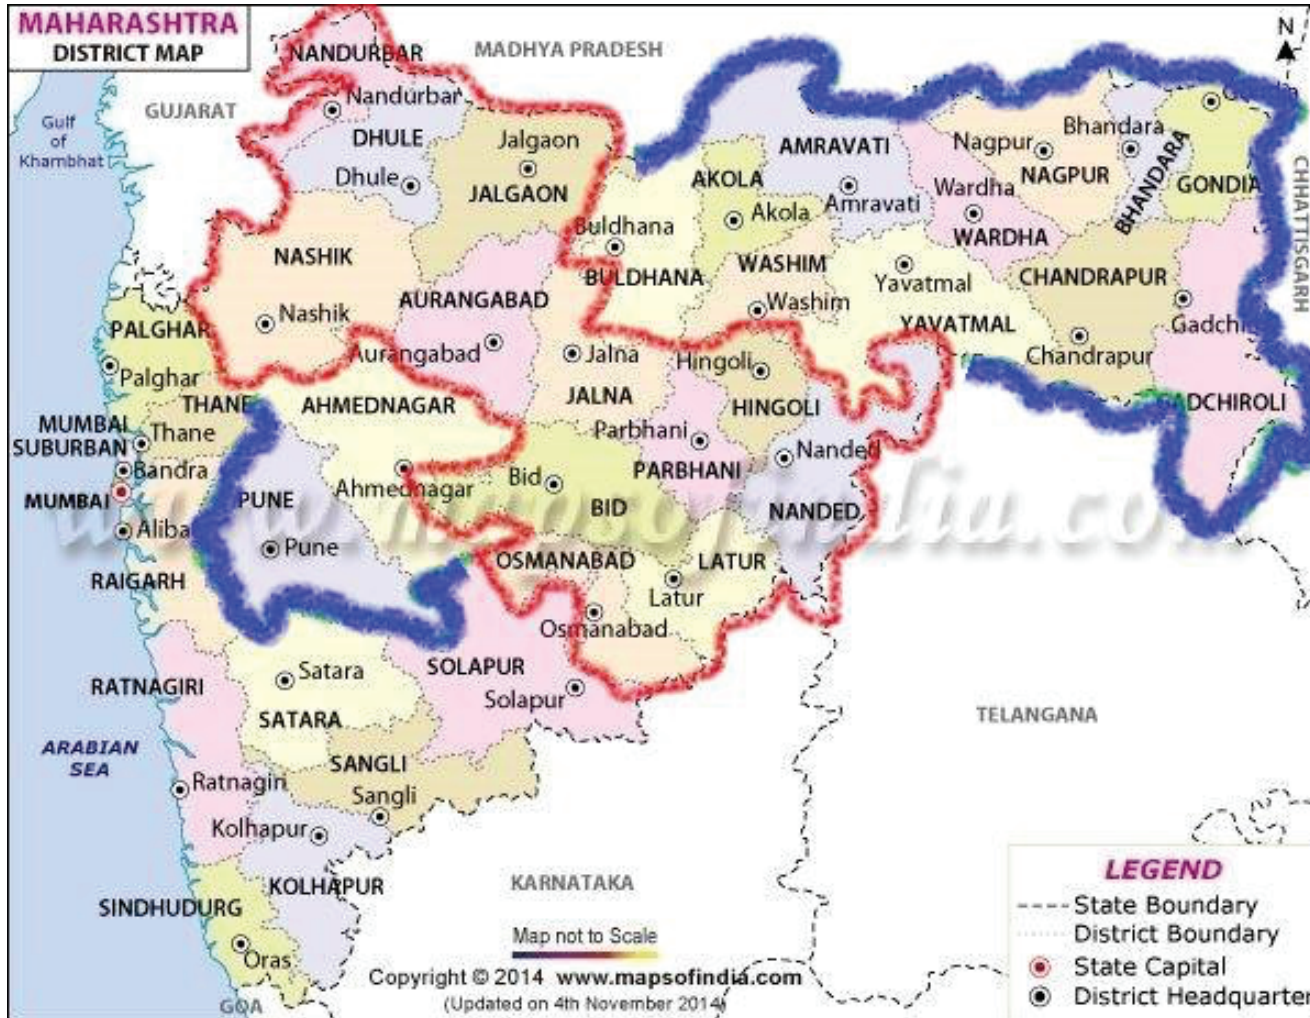 MAHARASHTRA
DISTRICT MAP
N
NANDURBAR
MADHYA PRADESH
Nandurbar
GUJARAT
Gulf
of
Khambhat
DHULE
Jalgaon
Dhule
JALGAON
AMRAVATI
Nagpur
Bhandara
NAGPUR
BHANDARA
GONDIA
CHHATTISGARH
AKOLA
Amravati
Wardha
WARDHA
Akola
Buldhana
BULDHANA
WASHIM
Washim
Yavatmal
YAVATMAL
CHANDRAPUR
Chandrapur
NASHIK
Nashik
AURANGABAD
Aurangabad
PALGHAR
Palghar
Jalna
JALNA
Hingoli
HINGOLI
THANE
AHMEDNAGAR
MUMBAI
SUBURBAN
Thane
Bandra
MUMBAI
Parbhani
PARBHANI
Nanded
NANDED
PUNE
Ahmednagar
Bid
BID
Pune
RAIGARH
OSMANABAD
LATUR
Latur
Osmanabad
www.mapsofindia.com
RATNAGIRI
Satara
SATARA
SOLAPUR
Solapur
TELANGANA
ARABIAN
SEA
SANGLI
Sangli
Ratnagiri
Kolhapur
KOLHAPUR
KARNATAKA
SINDHUDURG
Oras
GOA
Map not to Scale
Copyright © 2014 www.mapsofindia.com
(Updated on 4th November 2014)
LEGEND
State Boundary
District Boundary
State Capital
District Headquarter